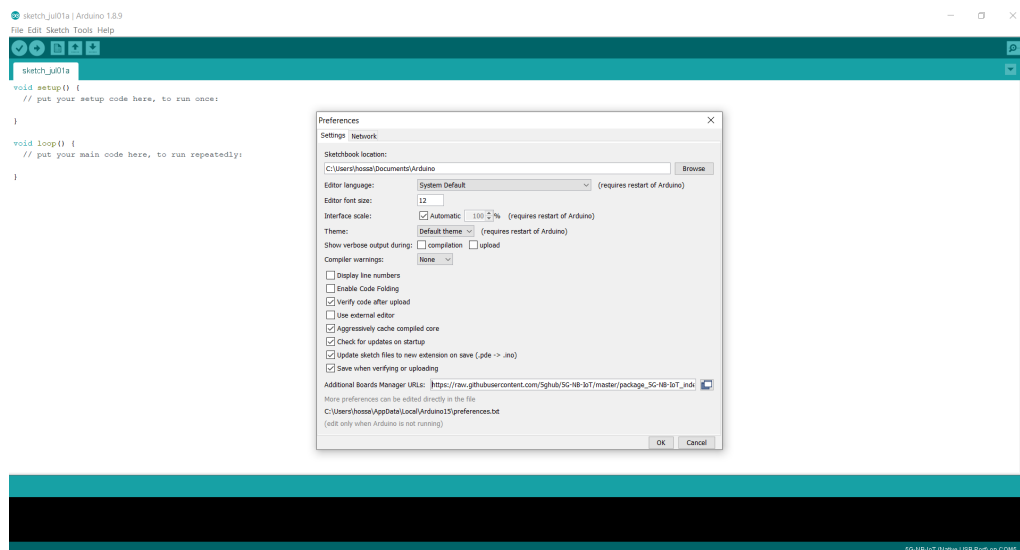 sketch_jul01a | Arduino 1.8.9
File Edit Sketch Tools Help
sketch_jul01a
void setup() {
// put your setup code here, to run once:
}
void loop() {
// put your main code here, to run repeatedly:
}
Preferences
Settings Network
Sketchbook location:
C:\Users\hossa\Documents\Arduino Browse
Editor language: System Default (requires restart of Arduino)
Editor font size: 12
Interface scale: Automatic 100 % (requires restart of Arduino)
Theme: Default theme (requires restart of Arduino)
Show verbose output during: compilation upload
Compiler warnings: None
Display line numbers
Enable Code Folding
Verify code after upload
Use external editor
Aggressively cache compiled core
Check for updates on startup
Update sketch files to new extension on save (.pde -> .ino)
Save when verifying or uploading
Additional Boards Manager URLs: https://raw.githubusercontent.com/5ghub/5G-NB-IoT/master/package_5G-NB-IoT_inde
More preferences can be edited directly in the file
C:\Users\hossa\AppData\Local\Arduino15\preferences.txt
(edit only when Arduino is not running)
OK Cancel
5G-NB-IoT (Native USB Port) on